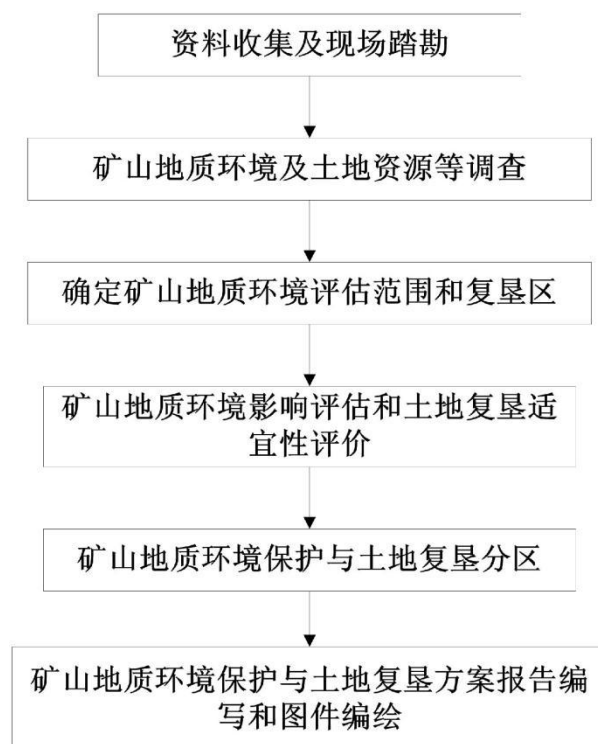 资料收集及现场踏勘
矿山地质环境及土地资源等调查
确定矿山地质环境评估范围和复垦区
矿山地质环境影响评估和土地复垦适
宜性评价
矿山地质环境保护与土地复垦分区
矿山地质环境保护与土地复垦方案报告编
写和图件编绘